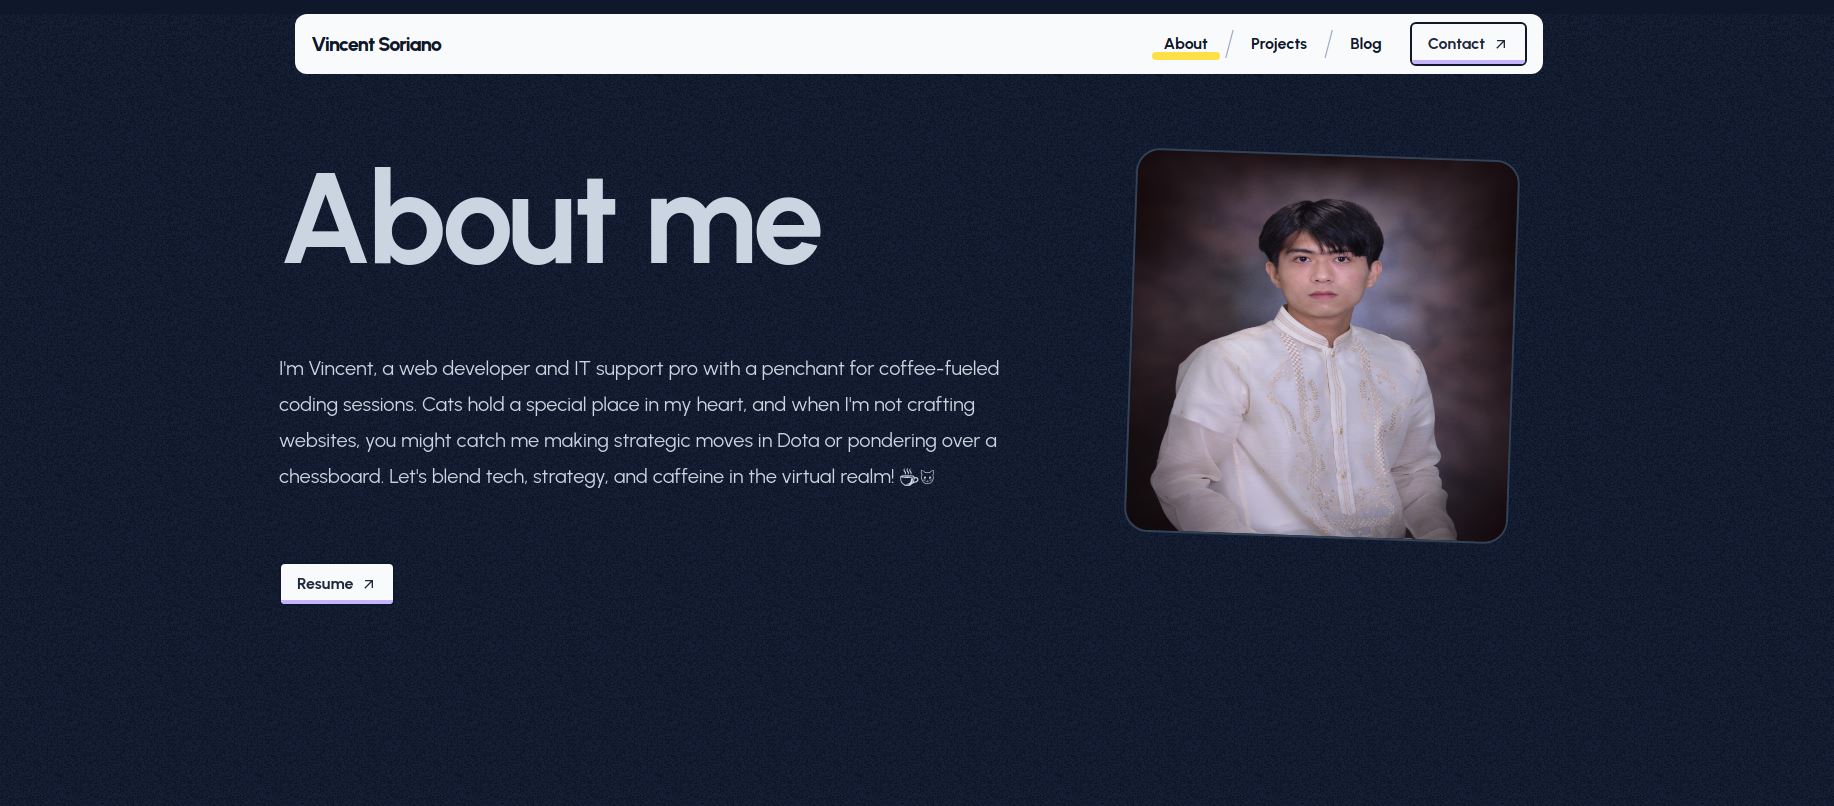 Vincent Soriano
About / Projects / Blog Contact ↗
About me
I'm Vincent, a web developer and IT support pro with a penchant for coffee-fueled
coding sessions. Cats hold a special place in my heart, and when I'm not crafting
websites, you might catch me making strategic moves in Dota or pondering over a
chessboard. Let's blend tech, strategy, and caffeine in the virtual realm! ☕🐱
Resume ↗